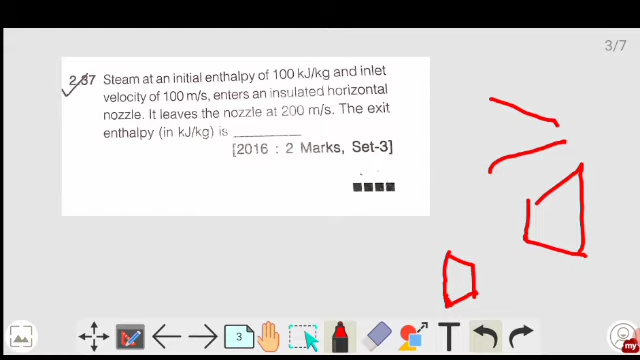 3/7
2.37 Steam at an initial enthalpy of 100 kJ/kg and inlet
velocity of 100 m/s, enters an insulated horizontal
nozzle. It leaves the nozzle at 200 m/s. The exit
enthalpy (in kJ/kg) is __________
[2016 : 2 Marks, Set-3]
3
T
my